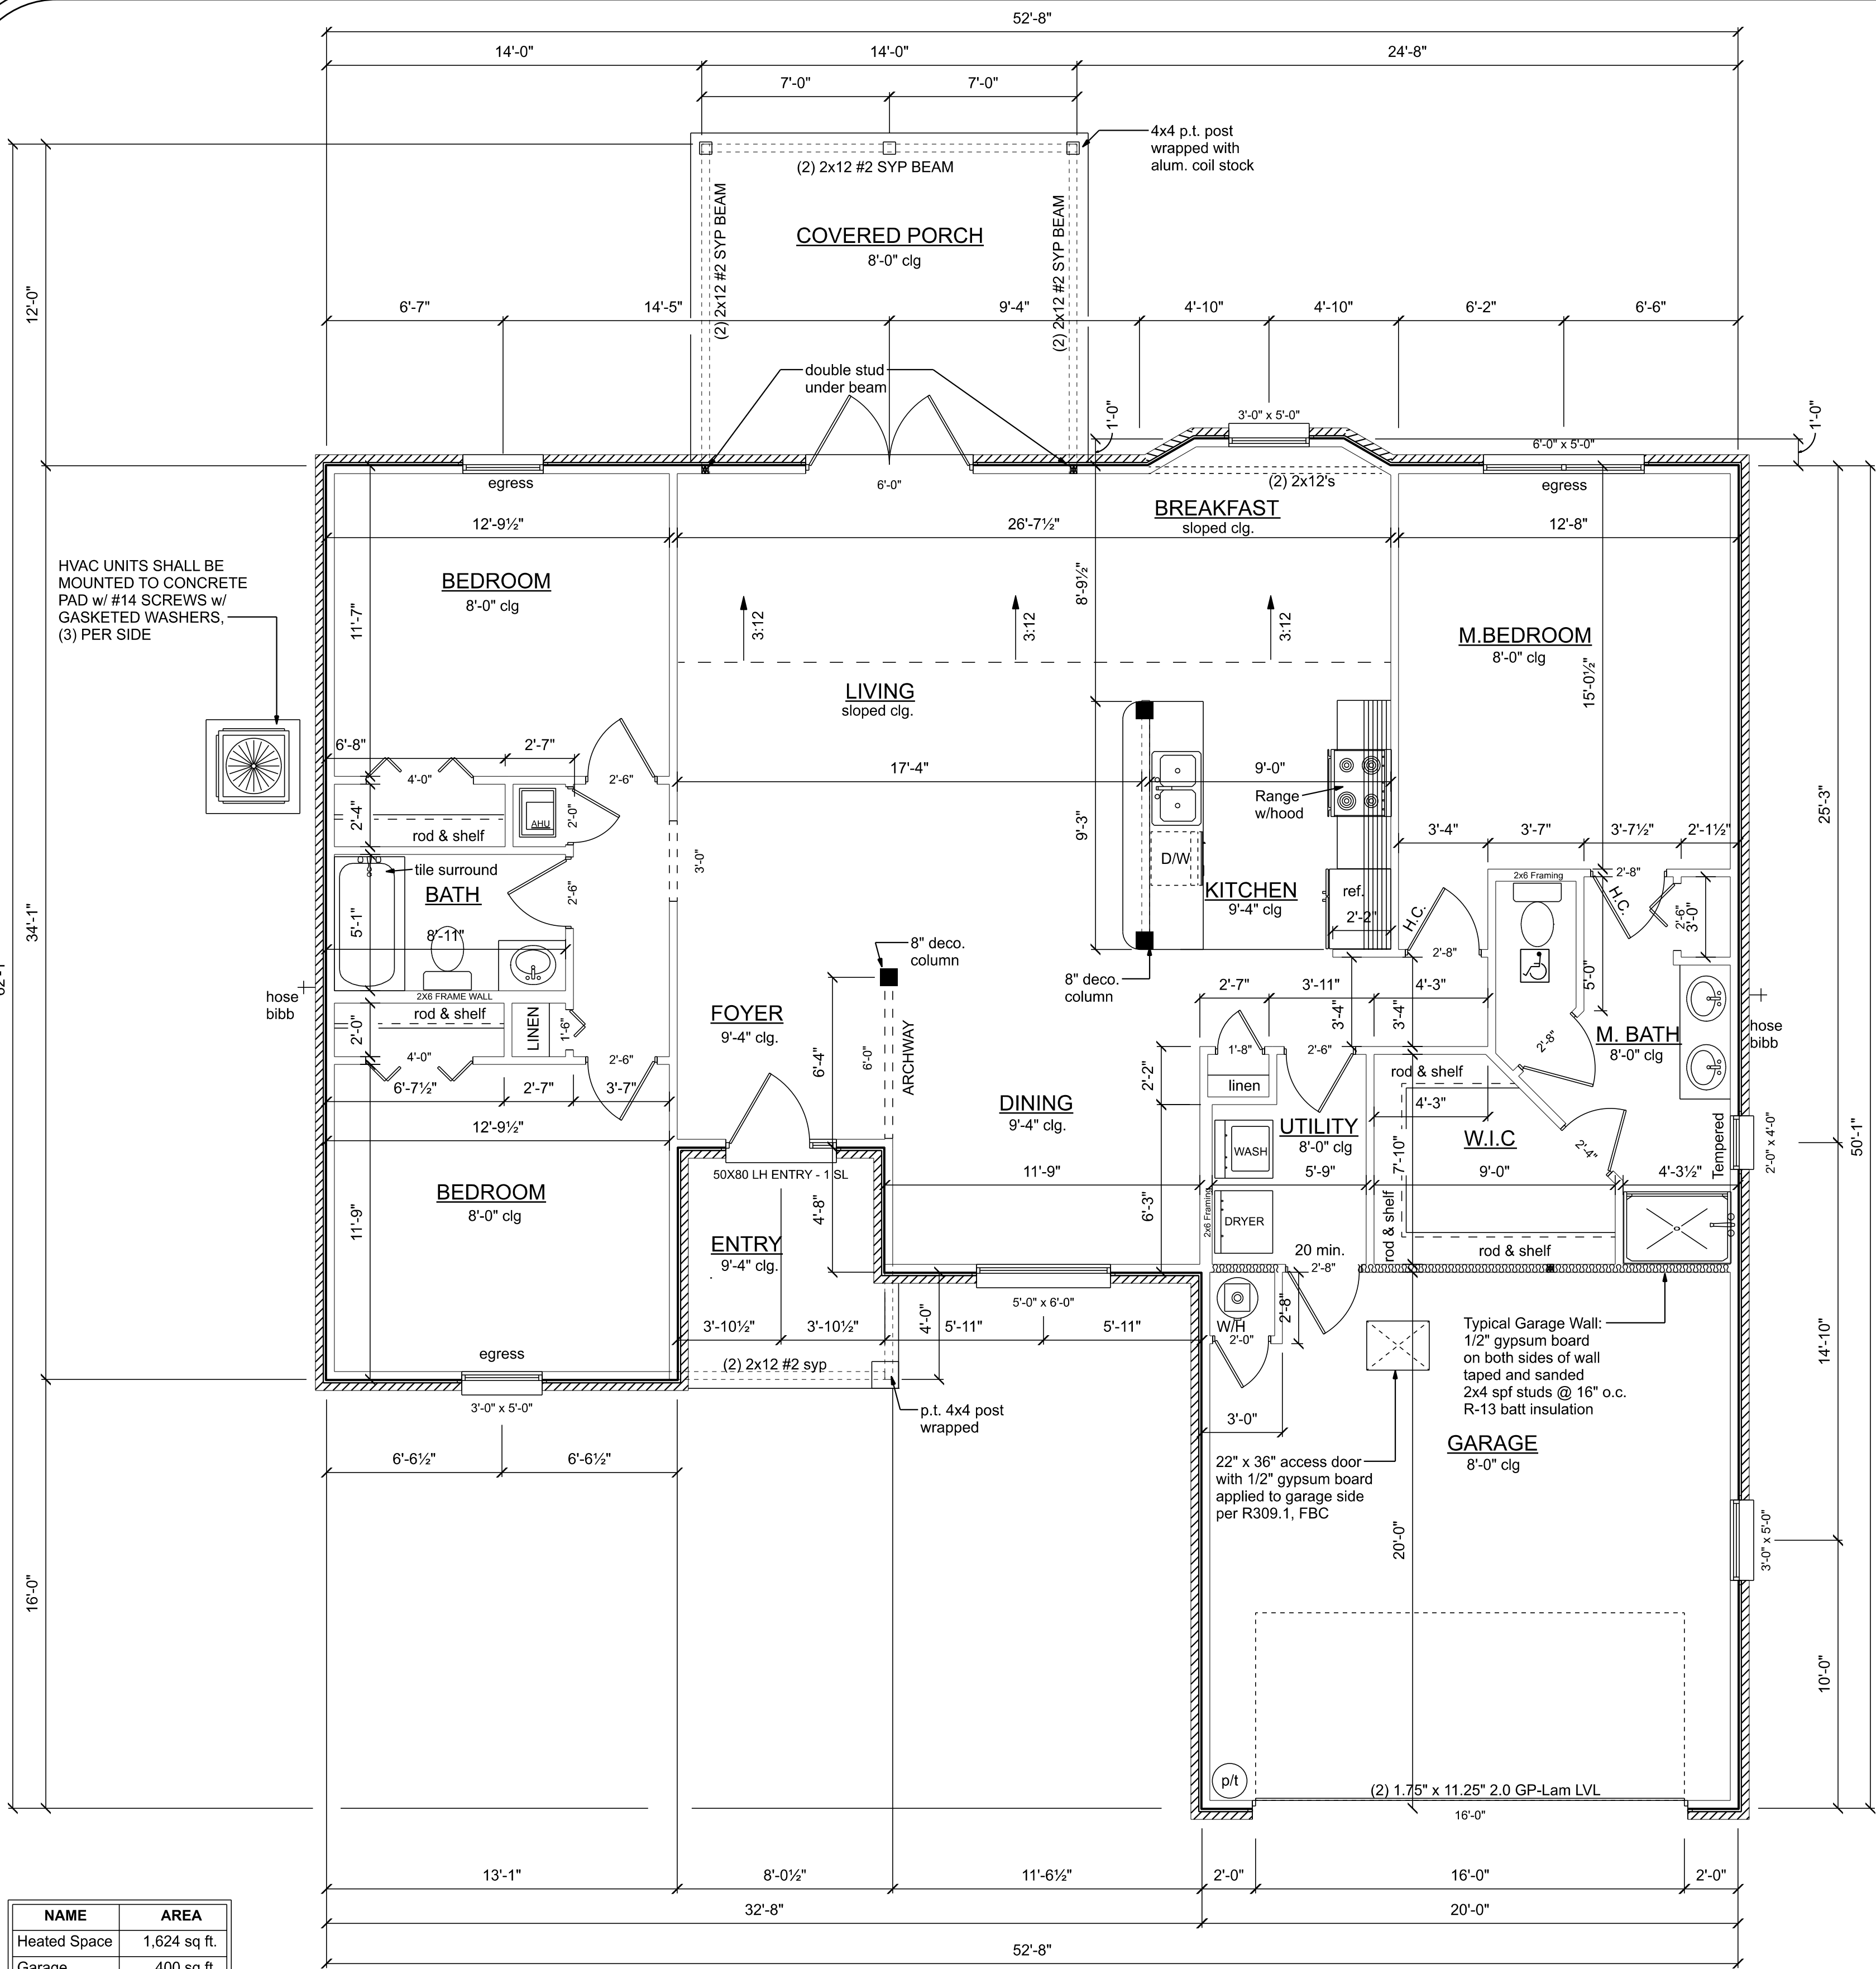 52'-8"
14'-0"
14'-0"
24'-8"
7'-0"
7'-0"
4x4 p.t. post
wrapped with
alum. coil stock
(2) 2x12 #2 SYP BEAM
(2) 2x12 #2 SYP BEAM
(2) 2x12 #2 SYP BEAM
COVERED PORCH
8'-0" clg
12'-0"
6'-7"
14'-5"
9'-4"
4'-10"
4'-10"
6'-2"
6'-6"
double stud
under beam
1'-0"
3'-0" x 5'-0"
6'-0" x 5'-0"
1'-0"
egress
6'-0"
(2) 2x12's
egress
BREAKFAST
sloped clg.
12'-9½"
26'-7½"
12'-8"
HVAC UNITS SHALL BE
MOUNTED TO CONCRETE
PAD w/ #14 SCREWS w/
GASKETED WASHERS,
(3) PER SIDE
BEDROOM
8'-0" clg
11'-7"
3:12
3:12
3:12
8'-9½"
M.BEDROOM
8'-0" clg
15'-0½"
LIVING
sloped clg.
6'-8"
2'-7"
4'-0"
2'-6"
17'-4"
9'-0"
Range
w/hood
25'-3"
2'-4"
AHU
2'-0"
rod & shelf
9'-3"
3'-4"
3'-7"
3'-7½"
2'-1½"
D/W
tile surround
3'-0"
BATH
2'-6"
KITCHEN
9'-4" clg
ref.
2'-2"
2x6 Framing
2'-8"
H.C.
H.C.
2'-6"
3'-0"
34'-1"
5'-1"
8'-11"
8" deco.
column
2'-8"
8" deco.
column
5'-0"
hose
bibb
2X6 FRAME WALL
rod & shelf
2'-0"
LINEN
1'-6"
FOYER
9'-4" clg.
2'-7"
3'-11"
4'-3"
3'-4"
3'-4"
M. BATH
8'-0" clg
hose
bibb
4'-0"
2'-6"
6'-4"
6'-0"
ARCHWAY
1'-8"
2'-6"
2'-8"
linen
rod & shelf
2'-2"
6'-7½"
2'-7"
3'-7"
DINING
9'-4" clg.
4'-3"
12'-9½"
UTILITY
8'-0" clg
W.I.C
7'-10"
2'-4"
Tempered
2'-0" x 4'-0"
50'-1"
WASH
50X80 LH ENTRY - 1 SL
11'-9"
5'-9"
9'-0"
4'-3½"
BEDROOM
8'-0" clg
11'-9"
4'-8"
6'-3"
2x6 Framing
DRYER
rod & shelf
ENTRY
9'-4" clg.
20 min.
2'-8"
rod & shelf
5'-0" x 6'-0"
3'-10½"
3'-10½"
4'-0"
5'-11"
5'-11"
W/H
2'-0"
2'-8"
Typical Garage Wall:
1/2" gypsum board
on both sides of wall
taped and sanded
2x4 spf studs @ 16" o.c.
R-13 batt insulation
14'-10"
egress
(2) 2x12 #2 syp
3'-0" x 5'-0"
p.t. 4x4 post
wrapped
3'-0"
GARAGE
8'-0" clg
6'-6½"
6'-6½"
22" x 36" access door
with 1/2" gypsum board
applied to garage side
per R309.1, FBC
20'-0"
3'-0" x 5'-0"
16'-0"
10'-0"
p/t
(2) 1.75" x 11.25" 2.0 GP-Lam LVL
16'-0"
13'-1"
8'-0½"
11'-6½"
2'-0"
16'-0"
2'-0"
32'-8"
20'-0"
52'-8"
NAME AREA
Heated Space 1,624 sq ft.
Garage 400 sq ft.